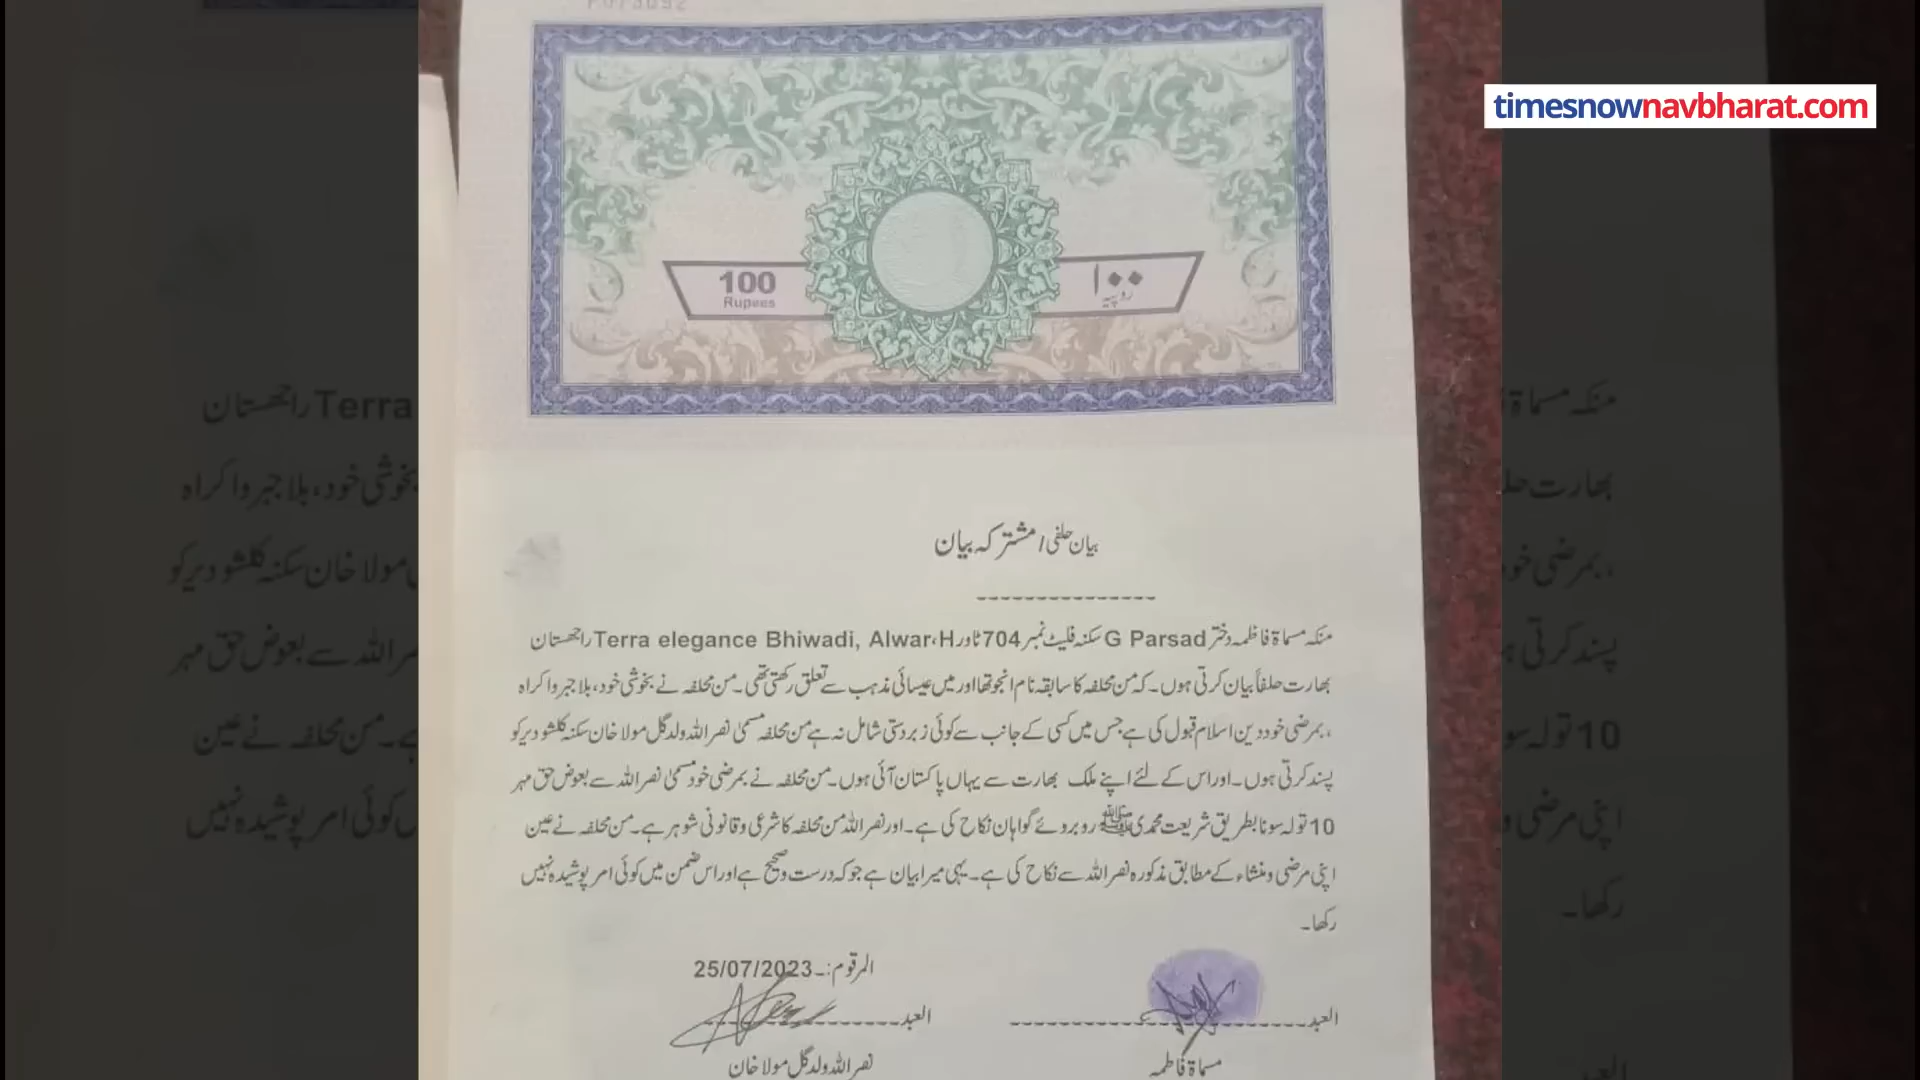 timesnownavbharat.com
100
Rupees
۱۰۰
روپیہ
بیان حلفی / مشترکہ بیان
منکہ مسماۃ فاطمہ دختر G Parsad سکنہ فلیٹ نمبر 704 ٹاور H، Terra elegance Bhiwadi, Alwar راجھستان
بھارت حلفاً بیان کرتی ہوں۔ کہ من محلفہ کا سابقہ نام انجو تھا اور میں عیسائی مذہب سے تعلق رکھتی تھی۔ من محلفہ نے بخوشی خود، بلا جبر و اکراہ
، بمرضی خود دین اسلام قبول کی ہے جس میں کسی کے جانب سے کوئی زبردستی شامل نہ ہے من محلفہ مسمیٰ نصر اللہ ولد گل مولا خان سکنہ کلشو دیر کو
پسند کرتی ہوں۔ اور اس کے لئے اپنے ملک بھارت سے یہاں پاکستان آئی ہوں۔ من محلفہ نے بمرضی خود مسمیٰ نصر اللہ سے بعوض حق مہر
10 تولہ سونا بطریق شریعت محمدی ﷺ روبروئے گواہان نکاح کی ہے۔ اور نصر اللہ من محلفہ کا شرعی و قانونی شوہر ہے۔ من محلفہ نے عین
اپنی مرضی و منشاء کے مطابق مذکورہ نصر اللہ سے نکاح کی ہے۔ یہی میرا بیان ہے جو کہ درست و صحیح ہے اور اس ضمن میں کوئی امر پوشیدہ نہیں
رکھا۔
المرقوم:۔ 25/07/2023
العبد
العبد
مسماۃ فاطمہ
نصر اللہ ولد گل مولا خان